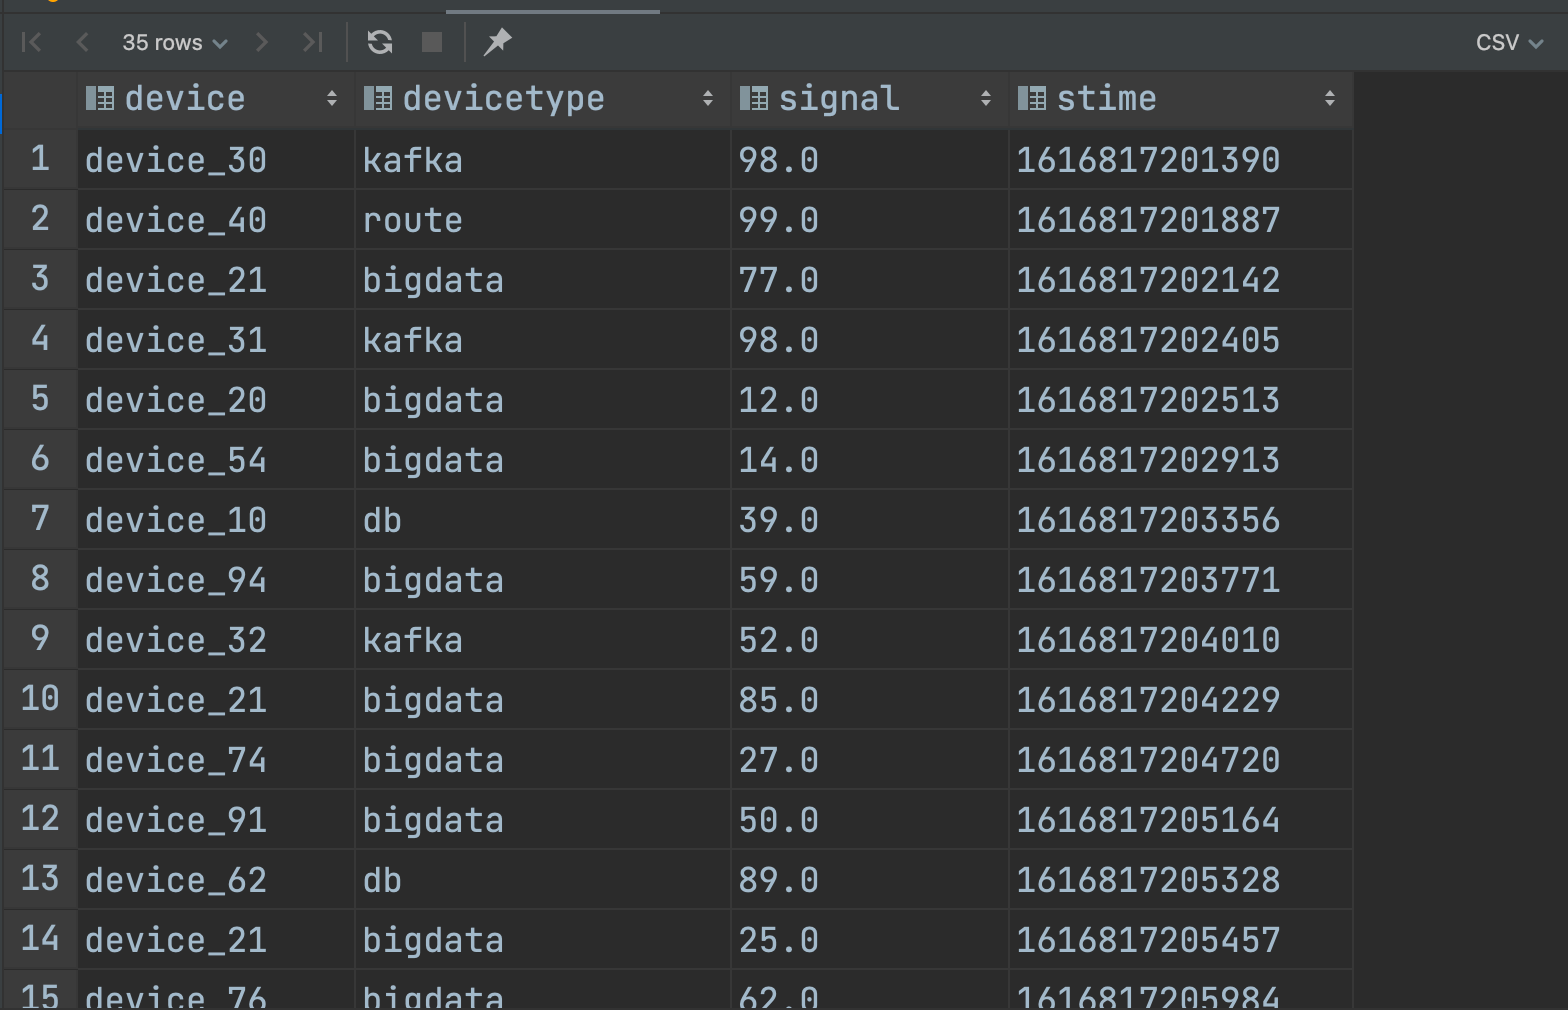 35 rows CSV
device devicetype signal stime
1 device_30 kafka 98.0 1616817201390
2 device_40 route 99.0 1616817201887
3 device_21 bigdata 77.0 1616817202142
4 device_31 kafka 98.0 1616817202405
5 device_20 bigdata 12.0 1616817202513
6 device_54 bigdata 14.0 1616817202913
7 device_10 db 39.0 1616817203356
8 device_94 bigdata 59.0 1616817203771
9 device_32 kafka 52.0 1616817204010
10 device_21 bigdata 85.0 1616817204229
11 device_74 bigdata 27.0 1616817204720
12 device_91 bigdata 50.0 1616817205164
13 device_62 db 89.0 1616817205328
14 device_21 bigdata 25.0 1616817205457
15 device_76 bigdata 62.0 1616817205984